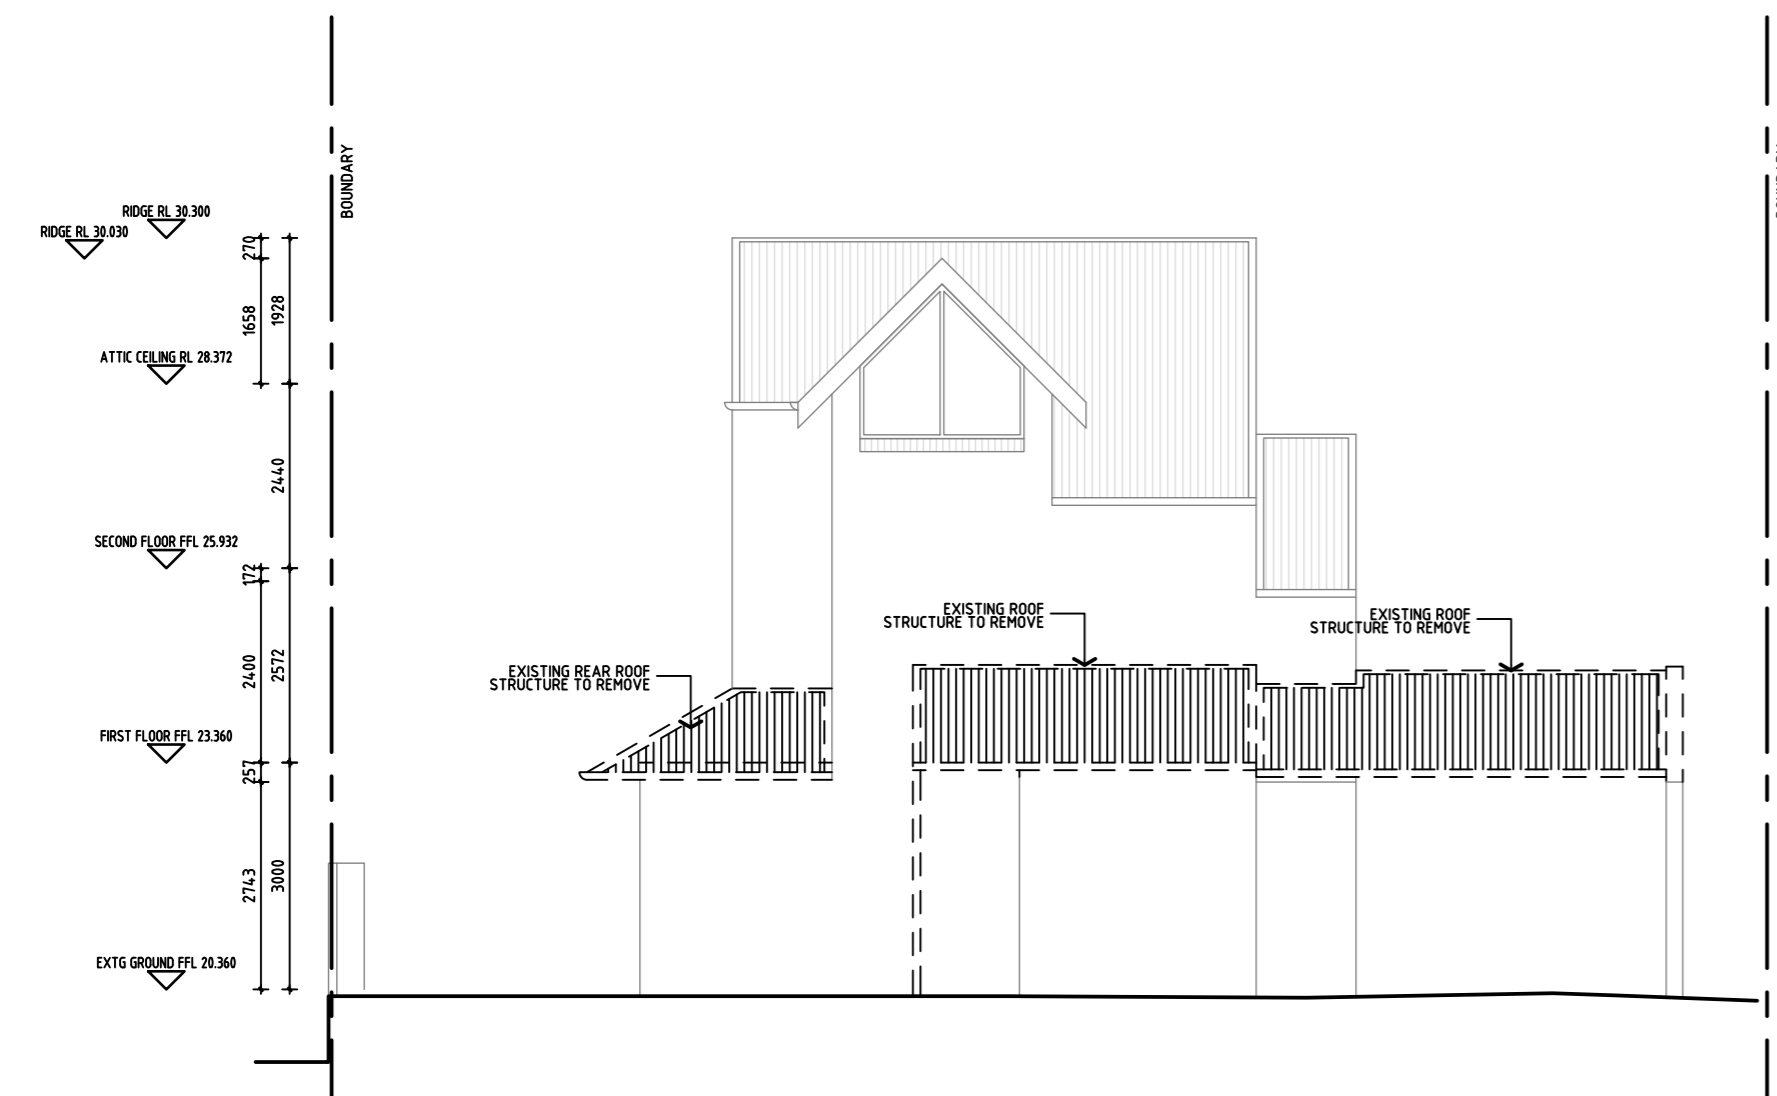 BOUNDARY
RIDGE RL 30.300
RIDGE RL 30.030
270
1658
1928
ATTIC CEILING RL 28.372
2440
SECOND FLOOR FFL 25.932
172
2400
2572
EXISTING ROOF
STRUCTURE TO REMOVE
EXISTING ROOF
STRUCTURE TO REMOVE
EXISTING REAR ROOF
STRUCTURE TO REMOVE
FIRST FLOOR FFL 23.360
257
2743
3000
EXTG GROUND FFL 20.360